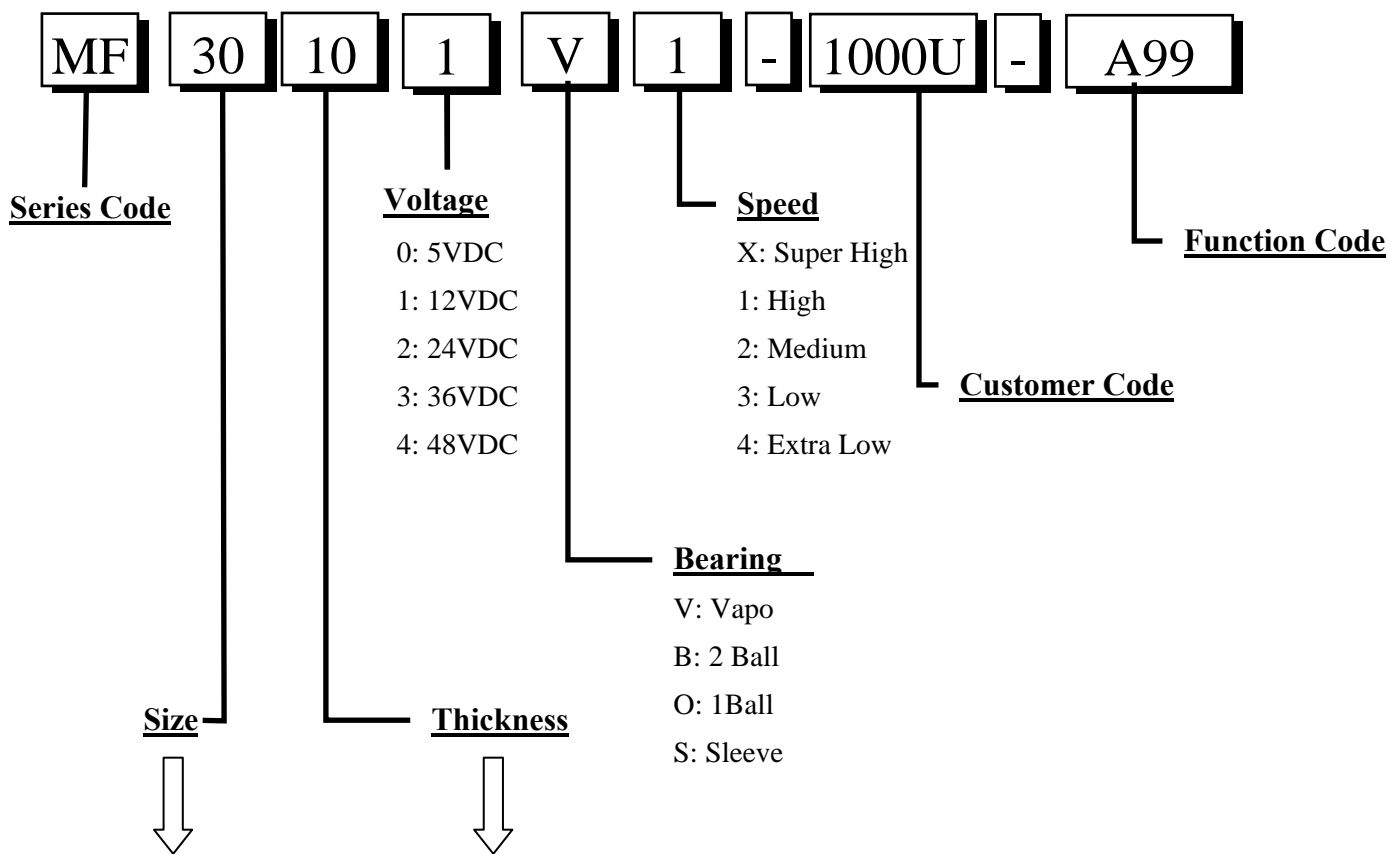 MF 30 10 1 V 1 - 1000U - A99
Series Code
Voltage
0: 5VDC
1: 12VDC
2: 24VDC
3: 36VDC
4: 48VDC
Speed
X: Super High
1: High
2: Medium
3: Low
4: Extra Low
Function Code
Customer Code
Bearing
V: Vapo
B: 2 Ball
O: 1Ball
S: Sleeve
Size
Thickness